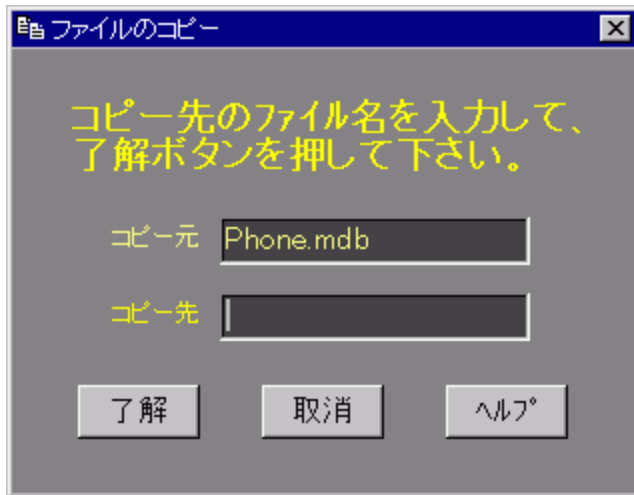 ファイルのコピー
コピー先のファイル名を入力して、
了解ボタンを押して下さい。
コピー元 Phone.mdb
コピー先
了解 取消 ﾍﾙﾌﾟ